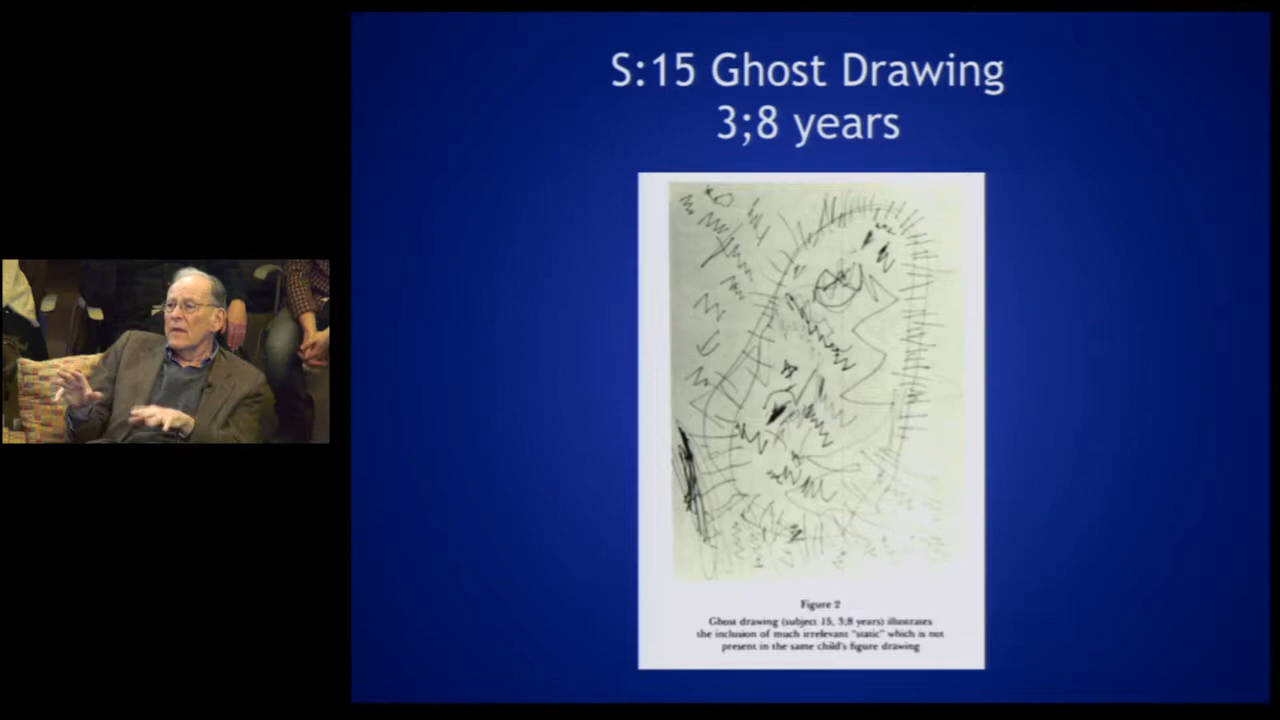 S:15 Ghost Drawing
3;8 years
Figure 2
Ghost drawing (subject 15, 3;8 years) illustrates
the inclusion of much irrelevant "static" which is not
present in the same child's figure drawing